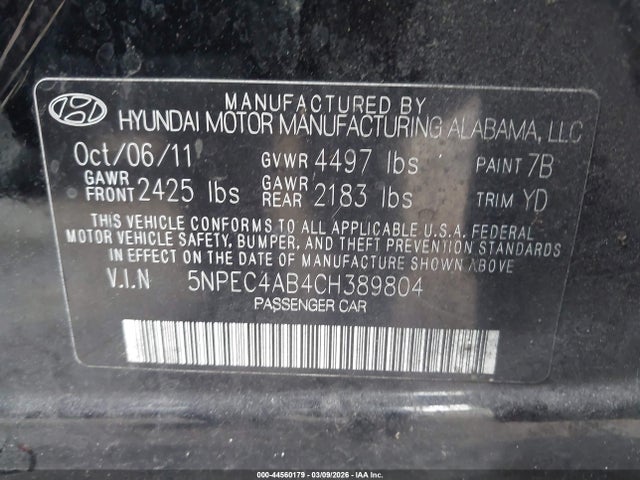 MANUFACTURED BY
HYUNDAI MOTOR MANUFACTURING ALABAMA, LLC
Oct/06/11 GVWR 4497 lbs PAINT 7B
GAWR FRONT 2425 lbs GAWR REAR 2183 lbs TRIM YD
THIS VEHICLE CONFORMS TO ALL APPLICABLE U.S.A. FEDERAL
MOTOR VEHICLE SAFETY, BUMPER, AND THEFT PREVENTION STANDARDS
IN EFFECT ON THE DATE OF MANUFACTURE SHOWN ABOVE.
V.I.N 5NPEC4AB4CH389804
PASSENGER CAR
000-44560179 - 03/09/2026 - IAA Inc.